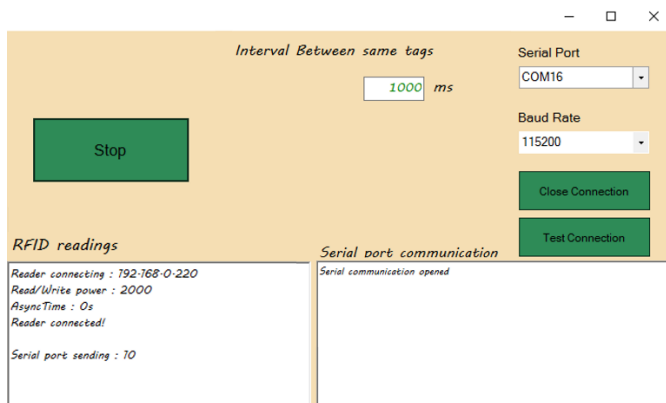 Interval Between same tags
1000 ms
Serial Port
COM16
Baud Rate
115200
Stop
Close Connection
Test Connection
RFID readings
Reader connecting : 192.168.0.220
Read/Write power : 2000
AsyncTime : 0s
Reader connected!
Serial port sending : 10
Serial port communication
Serial communication opened